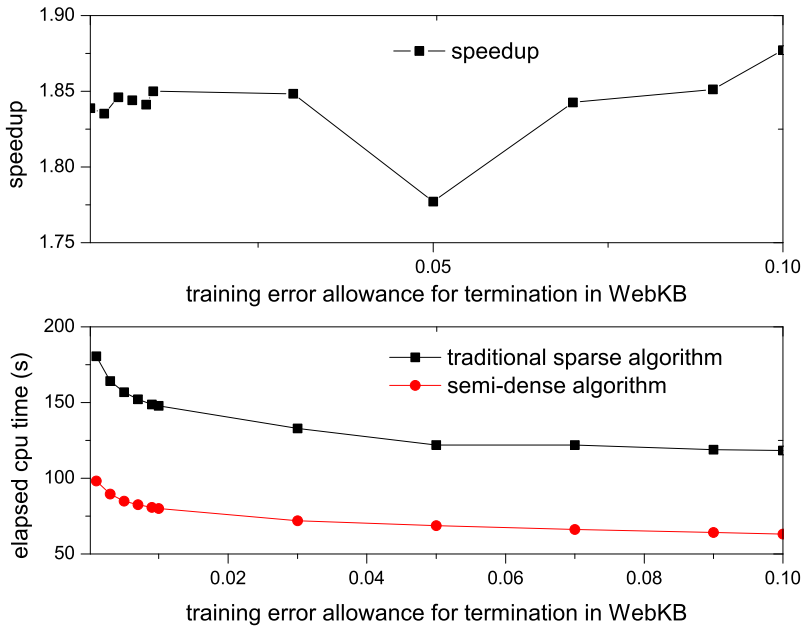 1.90
speedup
1.85
1.80
1.75
speedup
0.05
0.10
training error allowance for termination in WebKB
200
traditional sparse algorithm
semi-dense algorithm
150
100
50
elapsed cpu time (s)
0.02
0.04
0.06
0.08
0.10
training error allowance for termination in WebKB